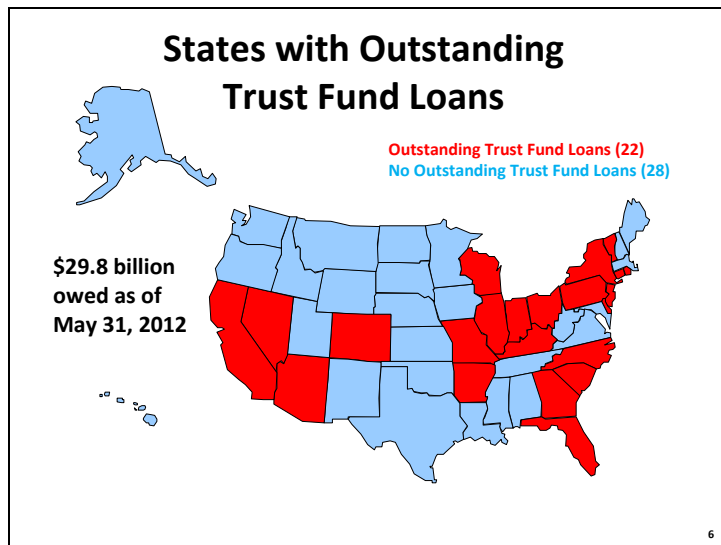 States with Outstanding
Trust Fund Loans
Outstanding Trust Fund Loans (22)
No Outstanding Trust Fund Loans (28)
$29.8 billion
owed as of
May 31, 2012
6